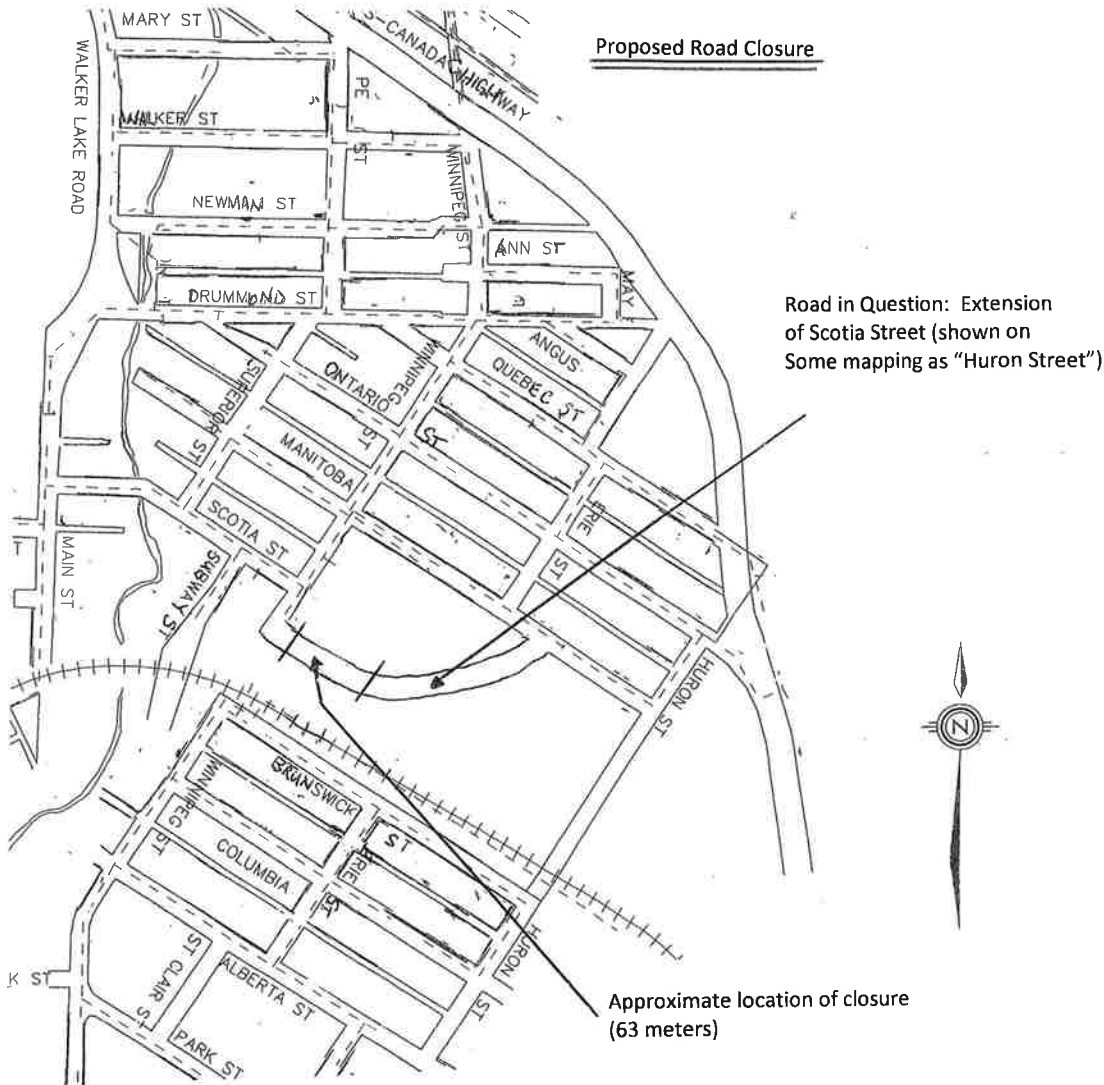 MARY ST
S-CANADA HIGHWAY
Proposed Road Closure
WALKER LAKE ROAD
PE ST
WALKER ST
WINNIPEG ST
NEWMAN ST
ANN ST
MAY
DRUMMOND ST
Road in Question: Extension
of Scotia Street (shown on
Some mapping as "Huron Street")
ANGUS
QUEBEC ST
WINNIPEG ST
ONTARIO ST
SUPERIOR ST
MANITOBA
ST
SCOTIA ST
ERIE ST
MAIN ST
SUBWAY ST
HURON ST
N
BRUNSWICK ST
WINNIPEG ST
COLUMBIA
ERIE ST
HURON ST
K ST
ST CLAIR S
ALBERTA ST
PARK ST
Approximate location of closure
(63 meters)